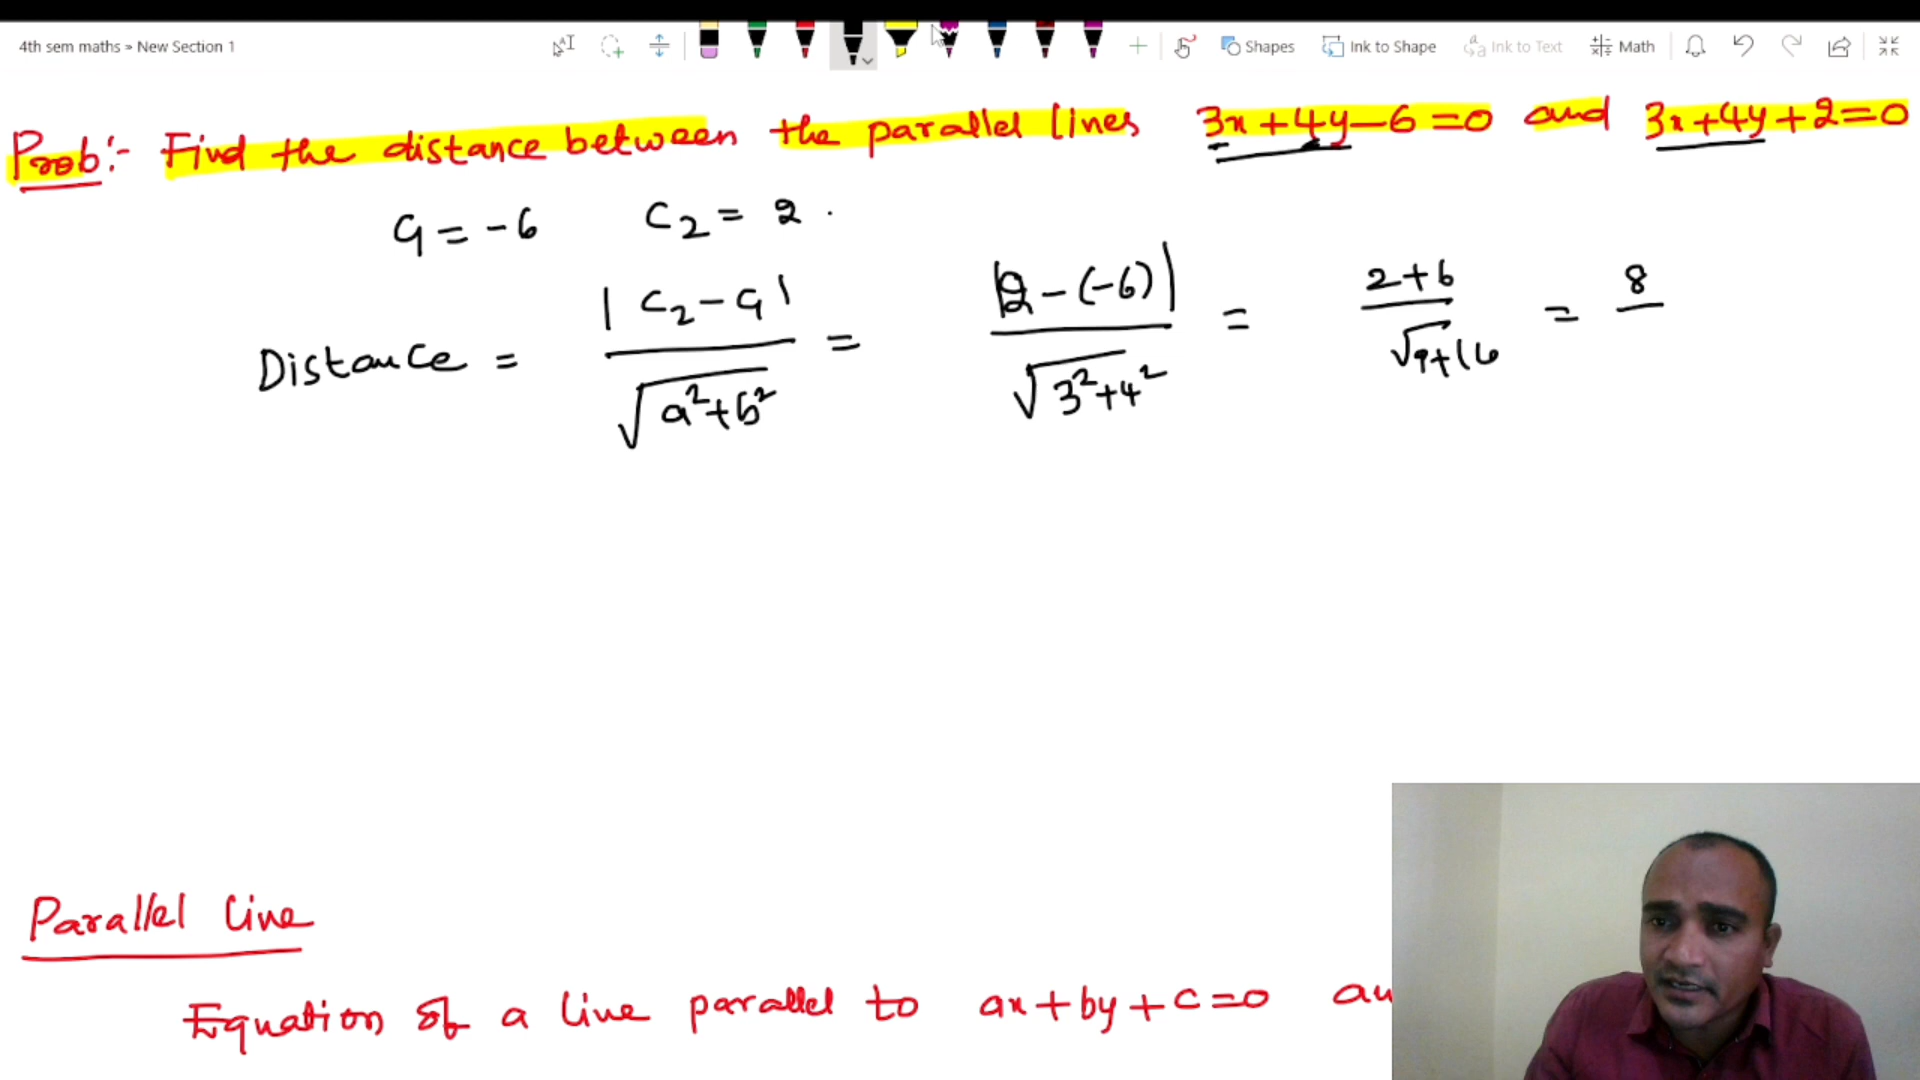 4th sem maths » New Section 1 Shapes Ink to Shape Ink to Text Math
Prob:- Find the distance between the parallel lines 3x+4y-6=0 and 3x+4y+2=0
C₁=-6 C₂=2.
Distance = |C₂-C₁| / √(a²+b²) = |2-(-6)| / √(3²+4²) = 2+6 / √9+16 = 8
Parallel Line
Equation of a line parallel to ax+by+c=0